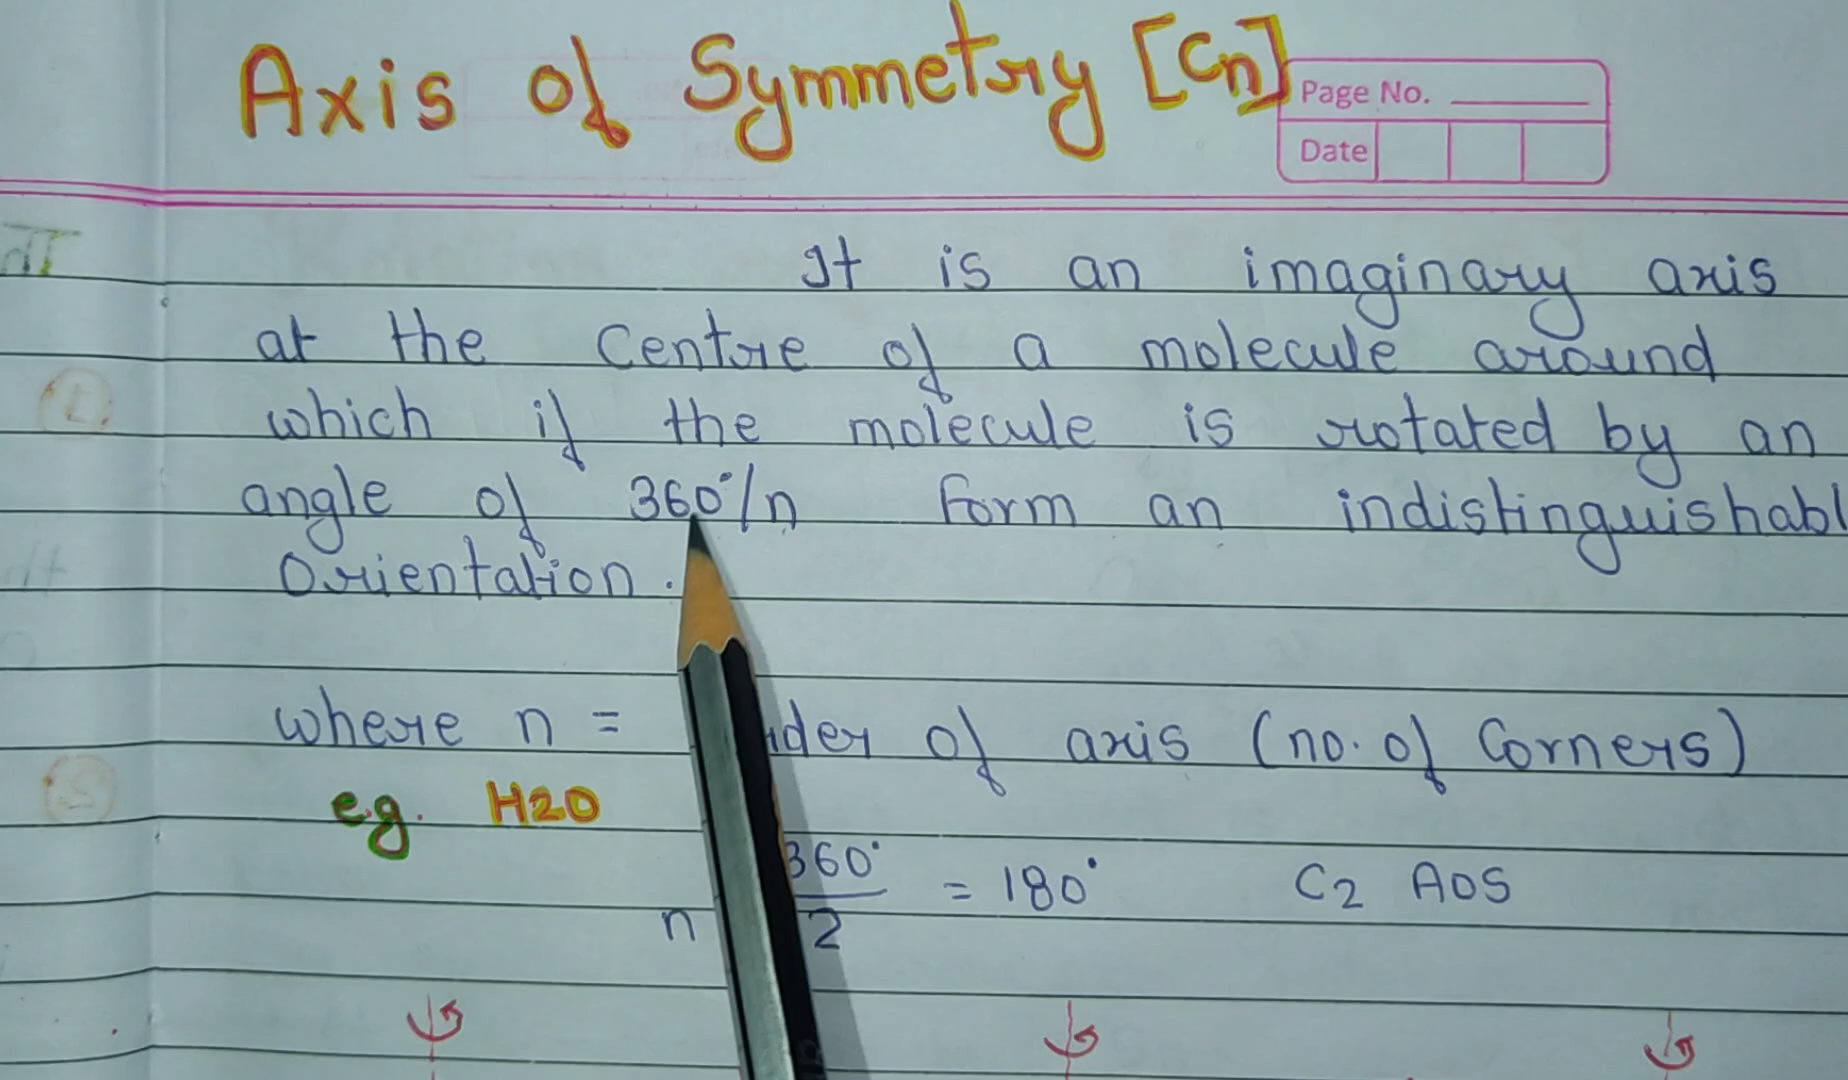 Axis of Symmetry [Cn]
Page No.
Date
It is an imaginary axis
at the Centre of a molecule around
which if the molecule is rotated by an
angle of 360°/n Form an indistinguishabl
Orientation.
where n = der of axis (no. of Corners)
e.g. H2O
360°
n 2 = 180° C2 AOS